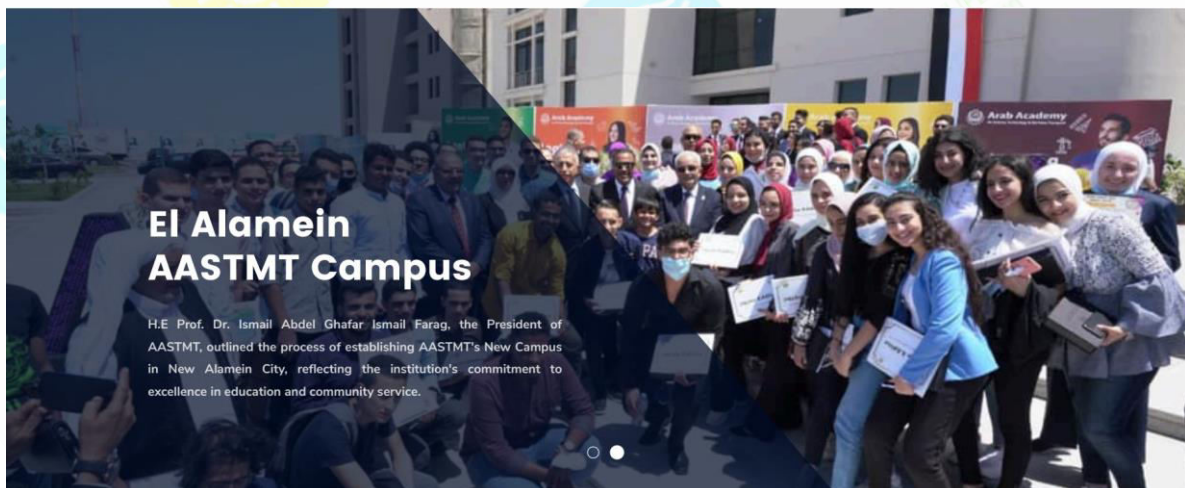 Arab Academy
Arab Academy
Arab Academy
El Alamein
AASTMT Campus
H.E Prof. Dr. Ismail Abdel Ghafar Ismail Farag, the President of
AASTMT, outlined the process of establishing AASTMT's New Campus
in New Alamein City, reflecting the institution's commitment to
excellence in education and community service.